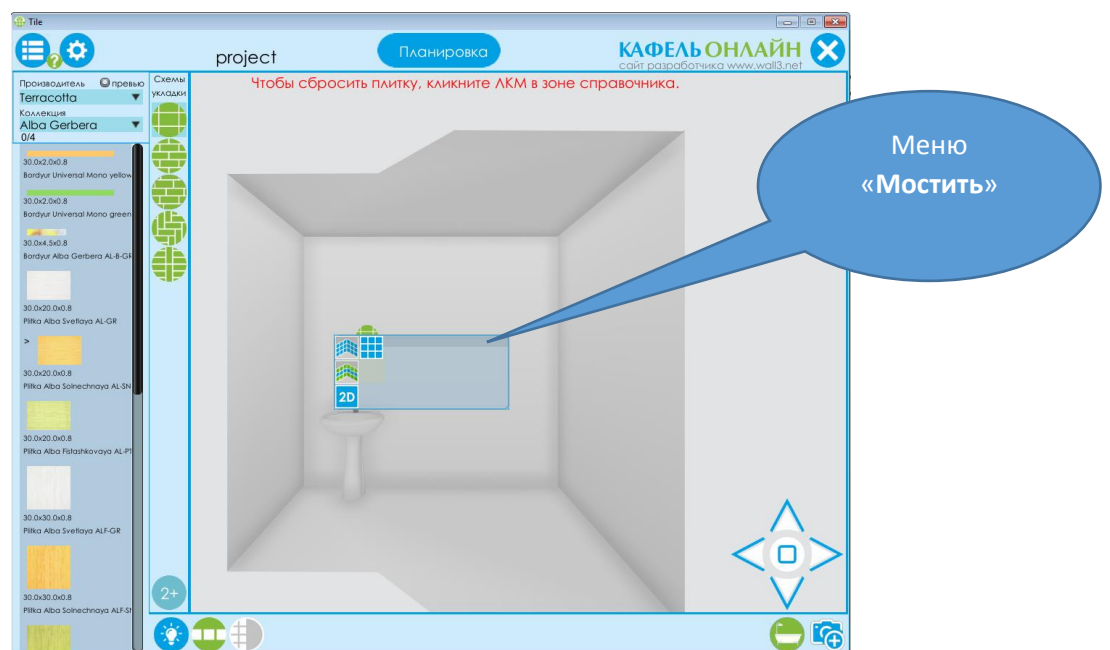 Tile
project
Планировка
КАФЕЛЬ ОНЛАЙН
сайт разработчика www.wall3.net
Производитель
превью
Terracotta
Коллекция
Alba Gerbera
0/4
Схемы
укладки
Чтобы сбросить плитку, кликните ЛКМ в зоне справочника.
30.0x2.0x0.8
Bordyur Universal Mono yellow
30.0x2.0x0.8
Bordyur Universal Mono green
30.0x4.5x0.8
Bordyur Alba Gerbera AL-B-GR
30.0x20.0x0.8
Plitka Alba Svetlaya AL-GR
>
30.0x20.0x0.8
Plitka Alba Solnechnaya AL-SN
30.0x20.0x0.8
Plitka Alba Fistashkovaya AL-PT
30.0x30.0x0.8
Plitka Alba Svetlaya ALF-GR
30.0x30.0x0.8
Plitka Alba Solnechnaya ALF-SN
2D
2+
?
Меню
«Мостить»